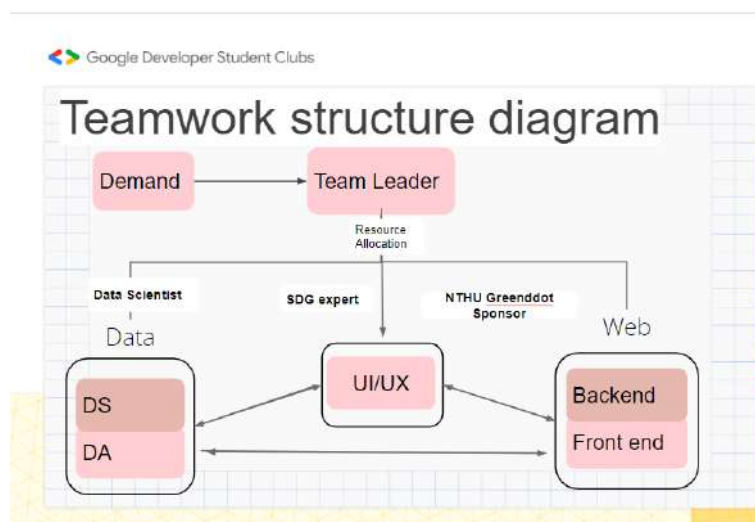 Google Developer Student Clubs
Teamwork structure diagram
Demand
Team Leader
Resource
Allocation
Data Scientist
SDG expert
NTHU Greenddot
Sponsor
Data
Web
UI/UX
DS
DA
Backend
Front end